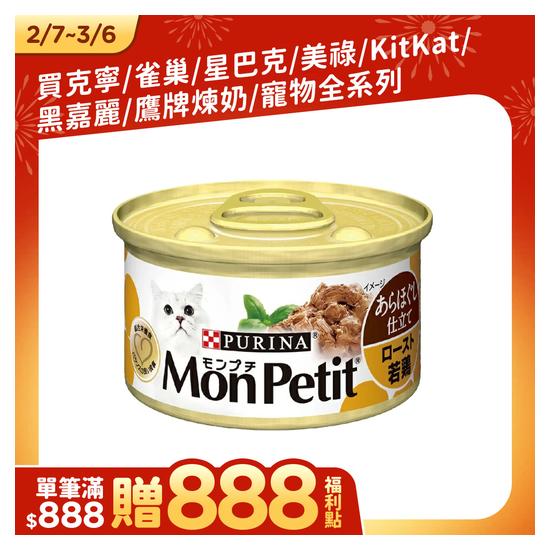 2/7~3/6
買克寧/雀巢/星巴克/美祿/KitKat/
黑嘉麗/鷹牌煉奶/寵物全系列
イメージ
あらほぐし
仕立て
PURINA®
モンプチ
MonPetit®
ロースト
若鶏
單筆滿
$888
贈888福利點